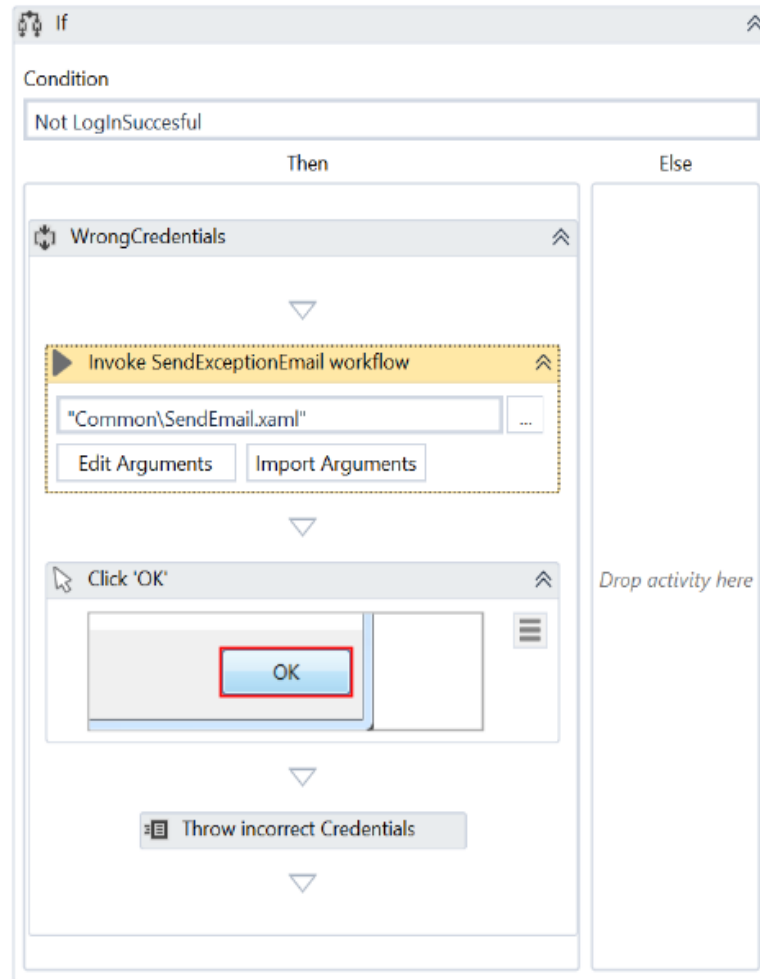 If
Condition
Not LogInSuccesful
Then
Else
WrongCredentials
Invoke SendExceptionEmail workflow
"Common\SendEmail.xaml"
...
Edit Arguments
Import Arguments
Click 'OK'
OK
Drop activity here
Throw incorrect Credentials